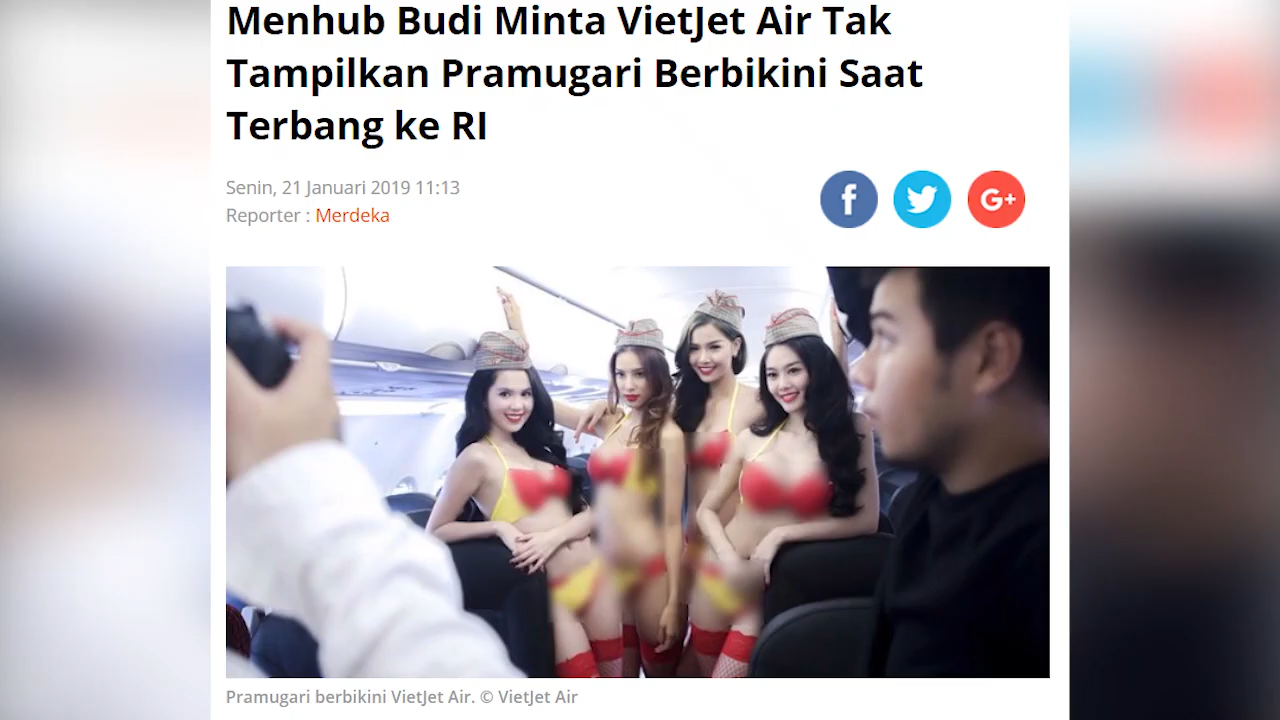 Menhub Budi Minta VietJet Air Tak
Tampilkan Pramugari Berbikini Saat
Terbang ke RI
Senin, 21 Januari 2019 11:13
Reporter : Merdeka
f
G+
Pramugari berbikini VietJet Air. © VietJet Air